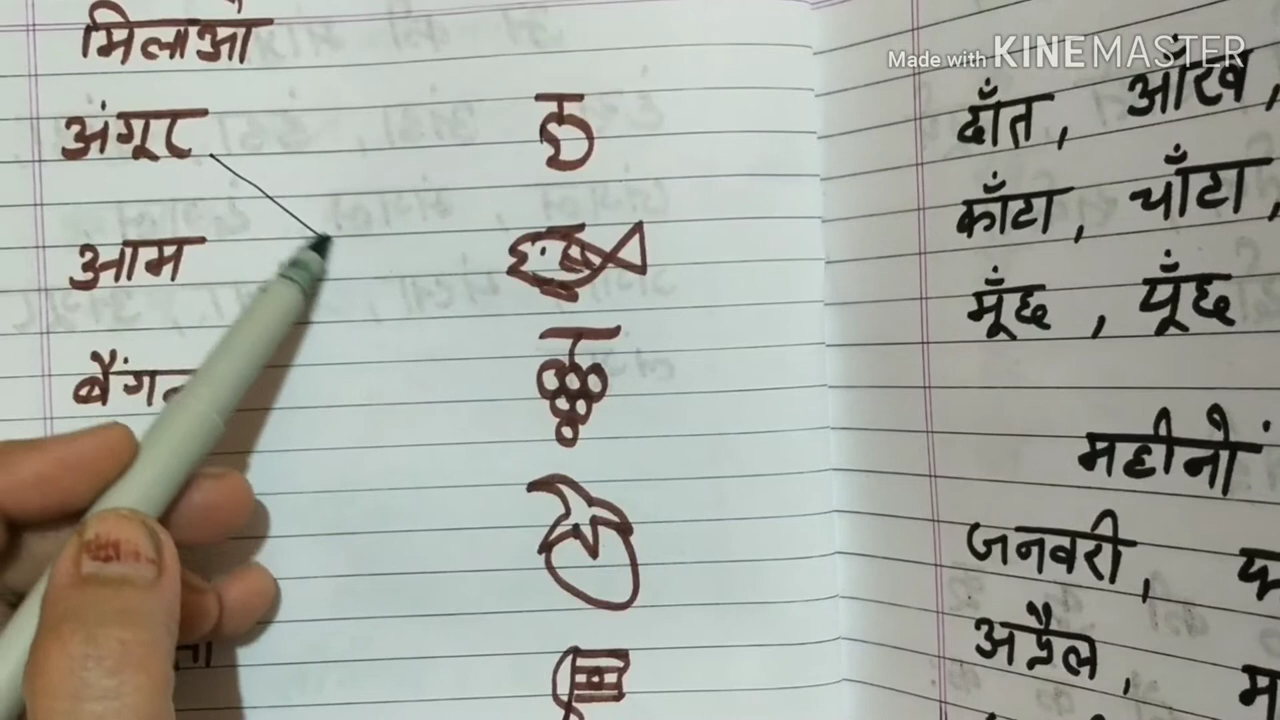 मिलाओ
अंगूर
आम
Made with KINEMASTER
दाँत, आँख,
काँटा, चाँटा,
मूँछ, पूँछ
महीनों
जनवरी,
अप्रैल,